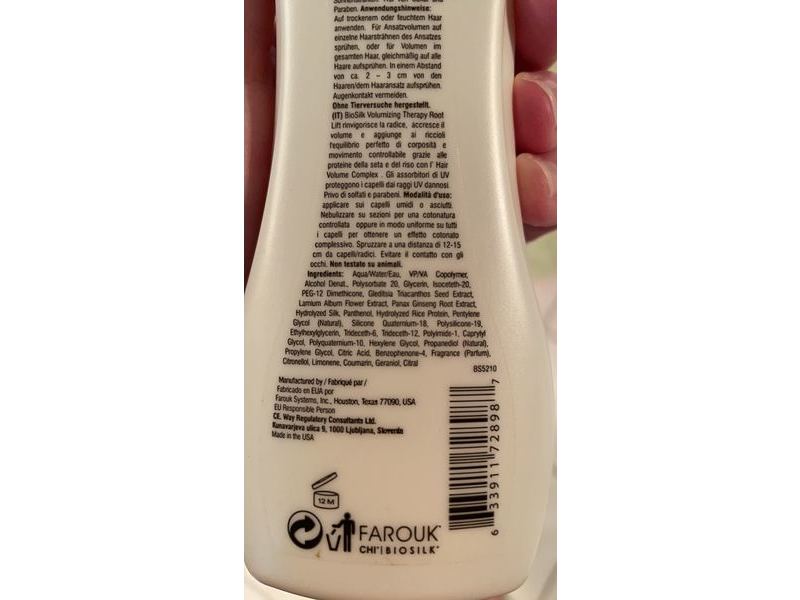 Paraben. Anwendungshinweise:
Auf trockenem oder feuchtem Haar
anwenden. Für Ansatzvolumen auf
einzelne Haarsträhnen des Ansatzes
sprühen, oder für Volumen im
gesamten Haar, gleichmäßig auf alle
Haare aufsprühen. In einem Abstand
von ca. 2 – 3 cm von den
Haaren/dem Haaransatz aufsprühen.
Augenkontakt vermeiden.
Ohne Tierversuche hergestellt.
(IT) BioSilk Volumizing Therapy Root
Lift rinvigorisce la radice, accresce il
volume e aggiunge ai riccioli
l'equilibrio perfetto di corposità e
movimento controllabile grazie alle
proteine della seta e del riso con l' Hair
Volume Complex . Gli assorbitori di UV
proteggono i capelli dai raggi UV dannosi.
Privo di solfati e parabeni. Modalità d'uso:
applicare sui capelli umidi o asciutti.
Nebulizzare su sezioni per una cotonatura
controllata oppure in modo uniforme su tutti
i capelli per ottenere un effetto cotonato
complessivo. Spruzzare a una distanza di 12-15
cm da capelli/radici. Evitare il contatto con gli
occhi. Non testato su animali.
Ingredients: Aqua/Water/Eau, VP/VA Copolymer,
Alcohol Denat., Polysorbate 20, Glycerin, Isoceteth-20,
PEG-12 Dimethicone, Gleditsia Triacanthos Seed Extract,
Lamium Album Flower Extract, Panax Ginseng Root Extract,
Hydrolyzed Silk, Panthenol, Hydrolyzed Rice Protein, Pentylene
Glycol (Natural), Silicone Quaternium-18, Polysilicone-19,
Ethylhexylglycerin, Trideceth-6, Trideceth-12, Polyimide-1, Caprylyl
Glycol, Polyquaternium-10, Hexylene Glycol, Propanediol (Natural),
Propylene Glycol, Citric Acid, Benzophenone-4, Fragrance (Parfum),
Citronellol, Limonene, Coumarin, Geraniol, Citral
BS5210
Manufactured by / Fabriqué par /
Fabricado en EUA por
Farouk Systems, Inc., Houston, Texas 77090, USA
EU Responsible Person
CE. Way Regulatory Consultants Ltd.
Kunavarjeva ulica 9, 1000 Ljubljana, Slovenia
Made in the USA
6 33911 72898 7
12 M
FAROUK
CHI | BIOSILK